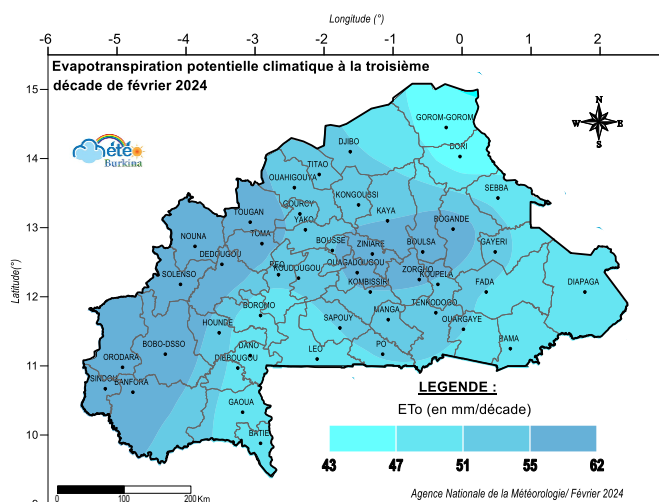 Longitude (°)
-6 -5 -4 -3 -2 -1 0 1 2
Evapotranspiration potentielle climatique à la troisième
décade de février 2024
15
14
13
12
11
10
Latitude(°)
N
W E
S
été
Burkina
GOROM-GOROM
DORI
DJIBO
TITAO
OUAHIGOUYA
SEBBA
KONGOUSSI
GOURCY
TOUGAN
KAYA
YAKO
BOGANDE
NOUNA
TOMA
BOUSSE
ZINIARE
BOULSA
GAYERI
DEDOUGOU
REO
OUAGADOUGOU
ZORGHO
SOLENSO
KOUDOUGOU
KOUPELA
KOMBISSIRI
FADA
DIAPAGA
BOROMO
TENKODOGO
HOUNDE
SAPOUY
MANGA
OUARGAYE
BOBO-DSSO
DANO
LEO
PO
PAMA
ORODARA
DIEBOUGOU
SINDOU
BANFORA
GAOUA
BATIE
LEGENDE :
ETo (en mm/décade)
43 47 51 55 62
0 100 200 Km
Agence Nationale de la Météorologie/ Février 2024